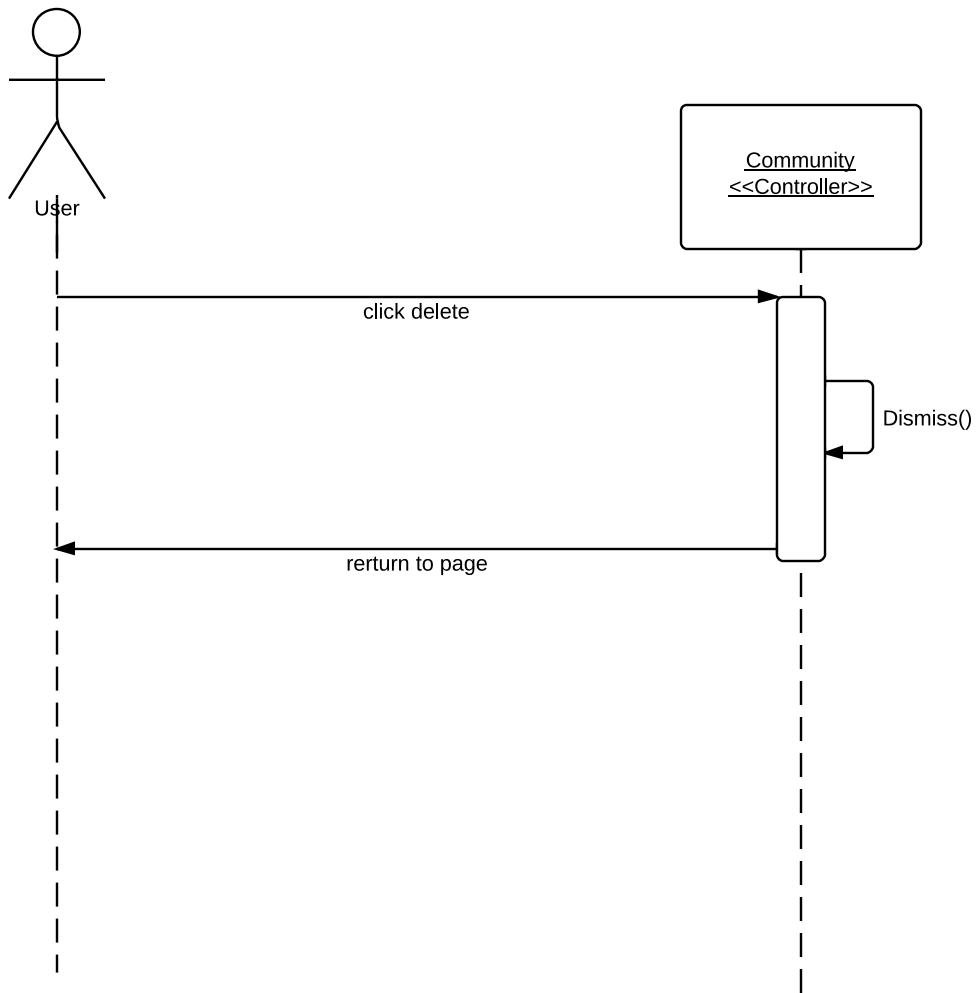 Community
<<Controller>>
User
click delete
Dismiss()
rerturn to page